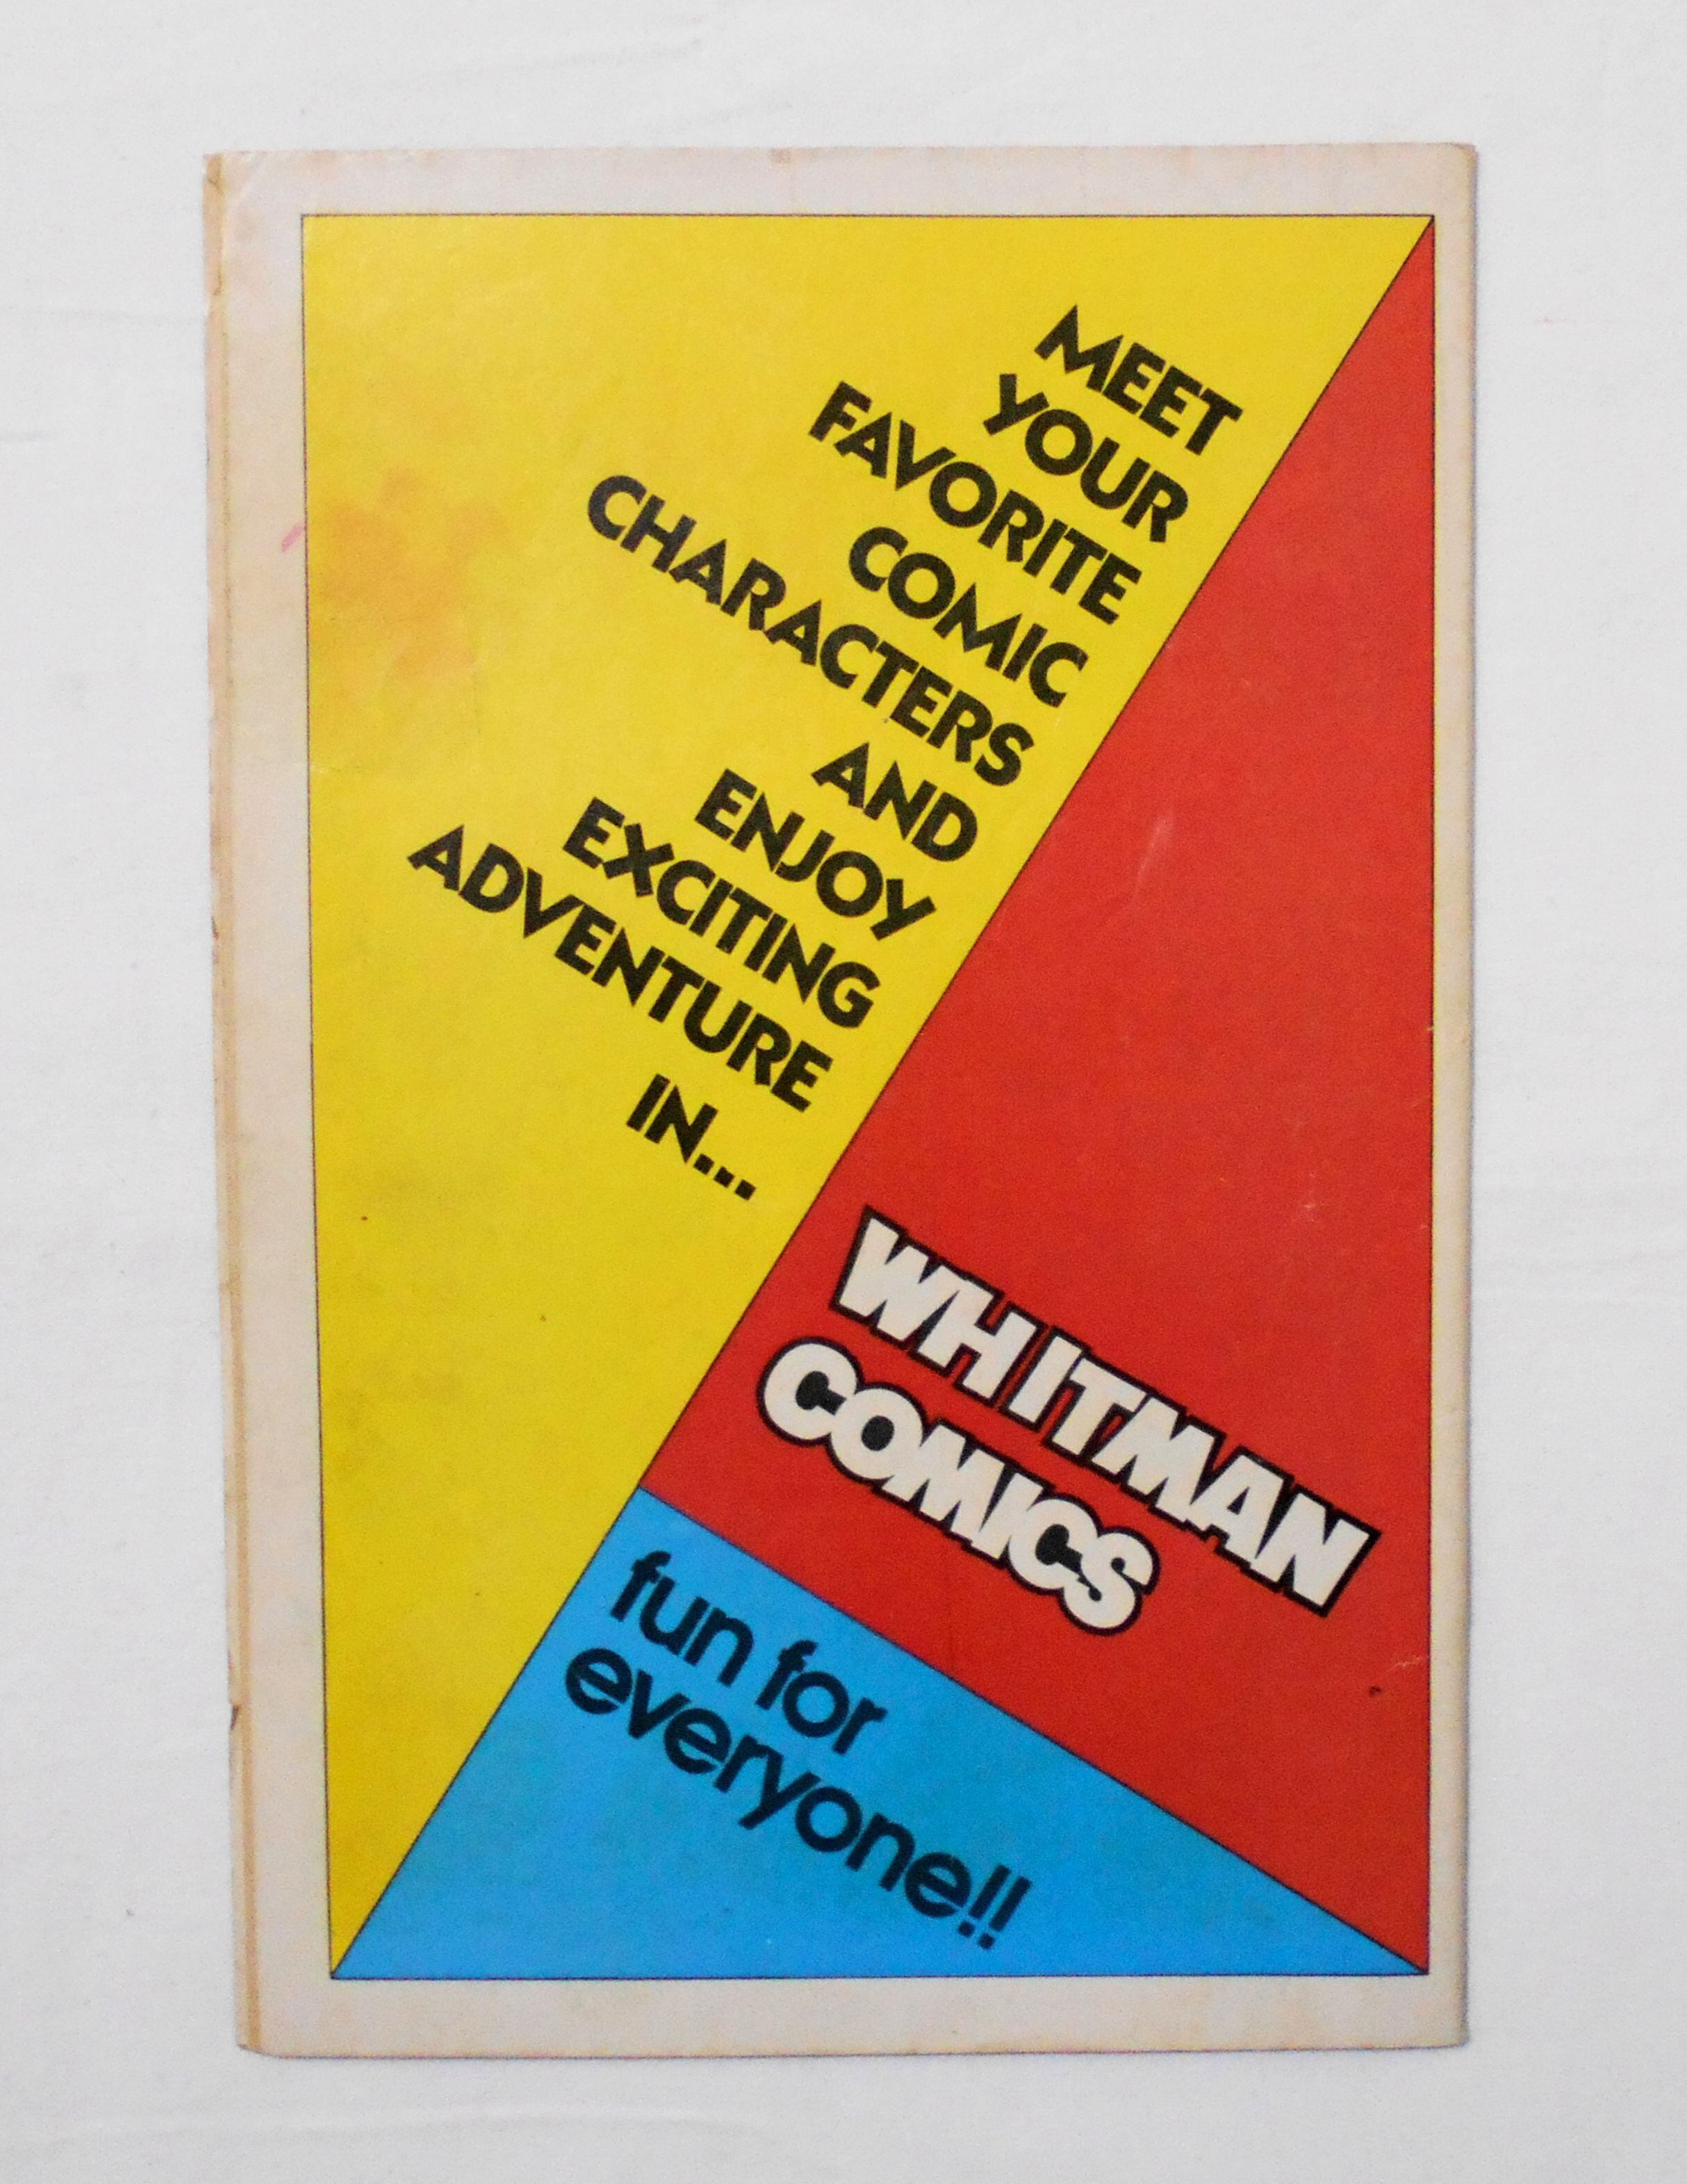 MEET
YOUR
FAVORITE
COMIC
CHARACTERS
AND
ENJOY
EXCITING
ADVENTURE
IN...
WHITMAN
COMICS
fun for
everyone!!